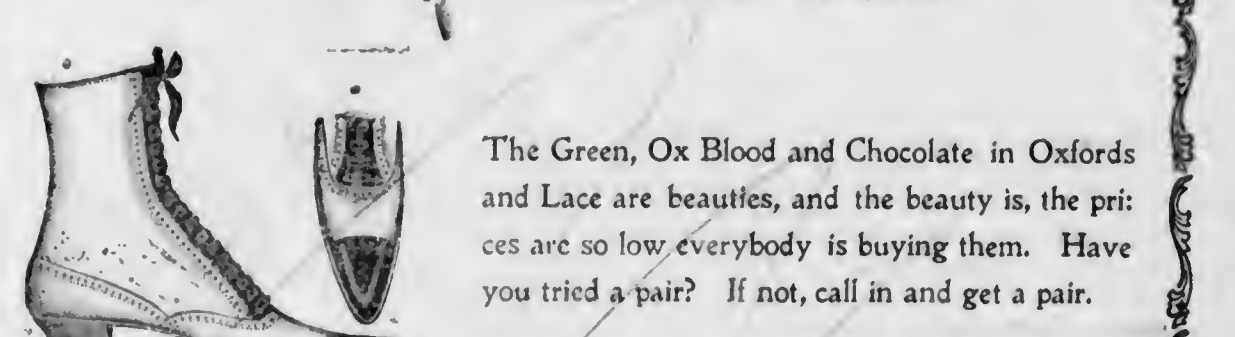 The Green, Ox Blood and Chocolate in Oxfords
and Lace are beauties, and the beauty is, the pri:
ces are so low everybody is buying them. Have
you tried a pair? If not, call in and get a pair.